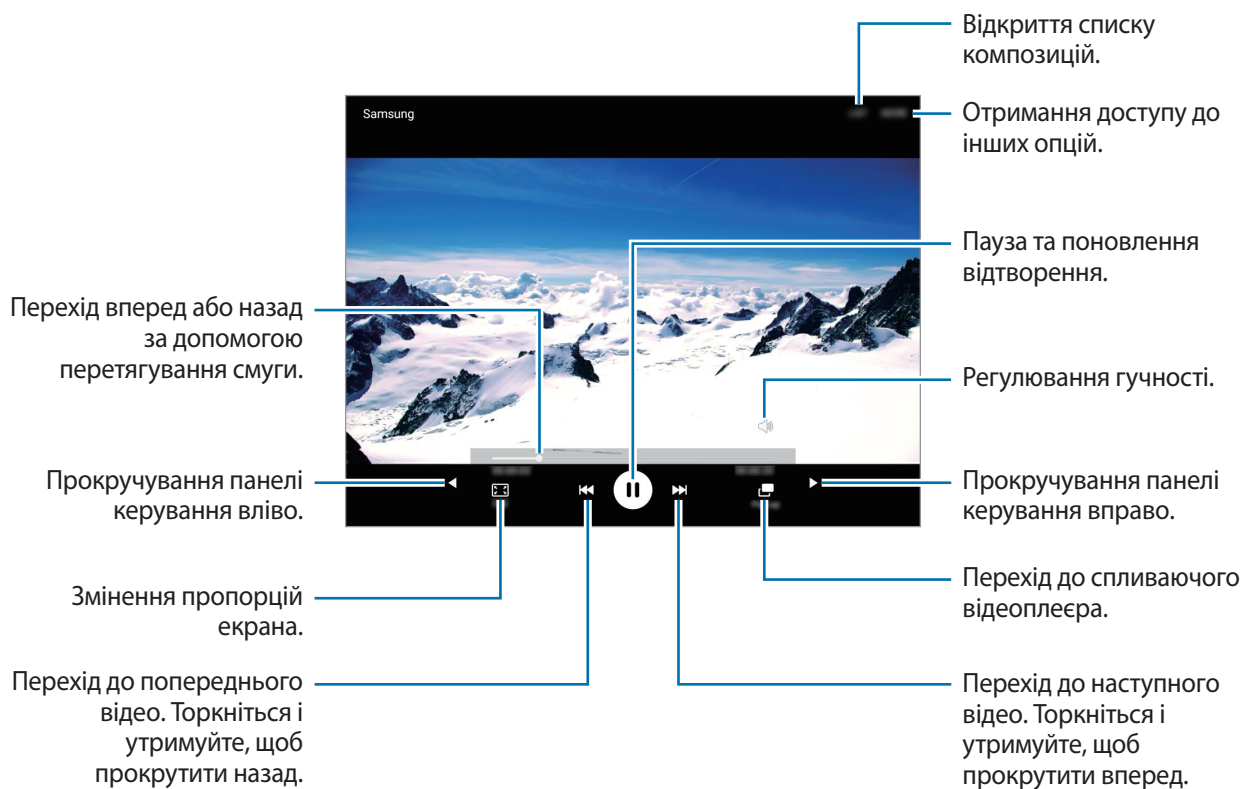 Відкриття списку
композицій.
Samsung
Отримання доступу до
інших опцій.
Пауза та поновлення
відтворення.
Перехід вперед або назад
за допомогою
перетягування смуги.
Регулювання гучності.
Прокручування панелі
керування вліво.
Прокручування панелі
керування вправо.
Змінення пропорцій
екрана.
Перехід до спливаючого
відеоплеєра.
Перехід до попереднього
відео. Торкніться і
утримуйте, щоб
прокрутити назад.
Перехід до наступного
відео. Торкніться і
утримуйте, щоб
прокрутити вперед.